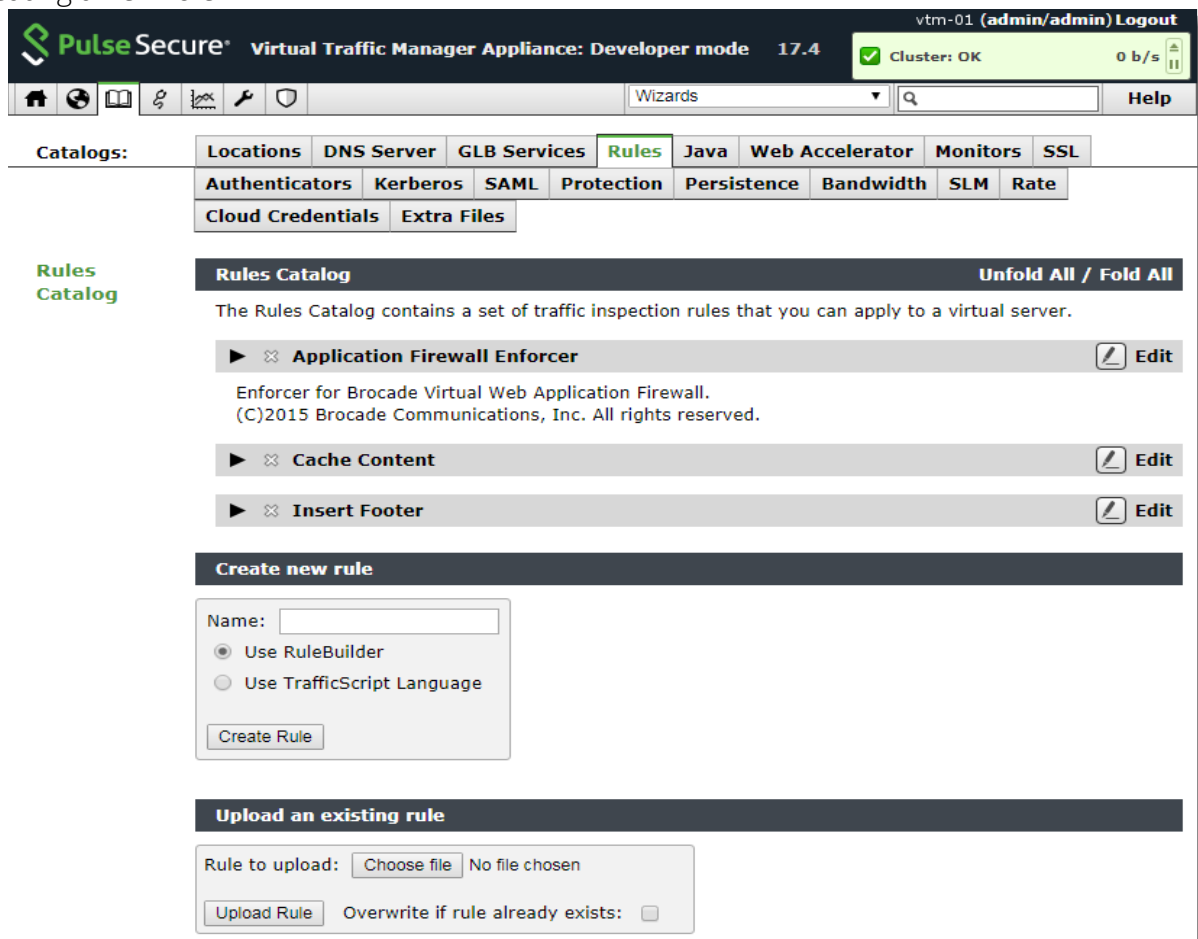 vtm-01 (admin/admin) Logout
Pulse Secure Virtual Traffic Manager Appliance: Developer mode 17.4
Cluster: OK 0 b/s
Wizards Help
Catalogs: Locations DNS Server GLB Services Rules Java Web Accelerator Monitors SSL
Authenticators Kerberos SAML Protection Persistence Bandwidth SLM Rate
Cloud Credentials Extra Files
Rules
Catalog
Rules Catalog Unfold All / Fold All
The Rules Catalog contains a set of traffic inspection rules that you can apply to a virtual server.
Application Firewall Enforcer Edit
Enforcer for Brocade Virtual Web Application Firewall.
(C)2015 Brocade Communications, Inc. All rights reserved.
Cache Content Edit
Insert Footer Edit
Create new rule
Name:
Use RuleBuilder
Use TrafficScript Language
Create Rule
Upload an existing rule
Rule to upload: Choose file No file chosen
Upload Rule Overwrite if rule already exists: